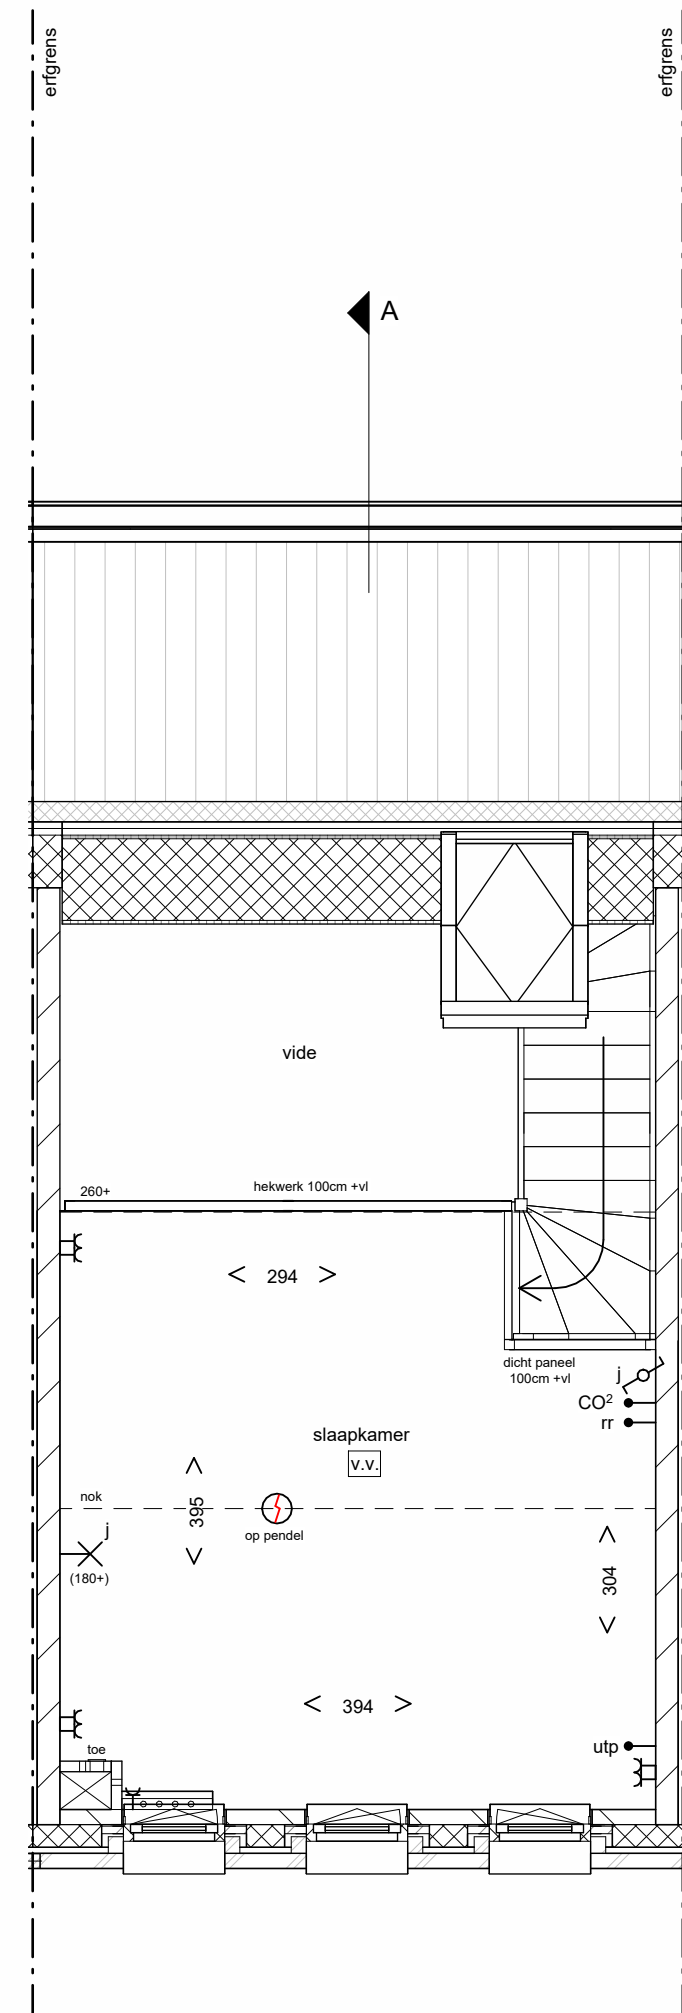 erfgrens
erfgrens
A
vide
260+
hekwerk 100cm +vl
< 294 >
dicht paneel
100cm +vl
j
CO²
rr
slaapkamer
v.v.
nok
< 395 >
op pendel
j
(180+)
< 304 >
< 394 >
utp
toe